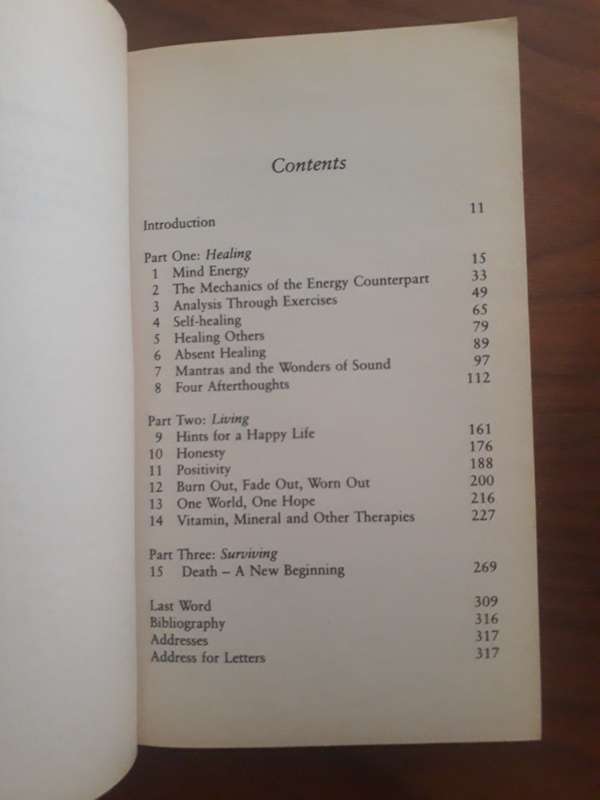 Contents
Introduction 11
Part One: Healing
1 Mind Energy 15
2 The Mechanics of the Energy Counterpart 33
3 Analysis Through Exercises 49
4 Self-healing 65
5 Healing Others 79
6 Absent Healing 89
7 Mantras and the Wonders of Sound 97
8 Four Afterthoughts 112
Part Two: Living
9 Hints for a Happy Life 161
10 Honesty 176
11 Positivity 188
12 Burn Out, Fade Out, Worn Out 200
13 One World, One Hope 216
14 Vitamin, Mineral and Other Therapies 227
Part Three: Surviving
15 Death – A New Beginning 269
Last Word 309
Bibliography 316
Addresses 317
Address for Letters 317